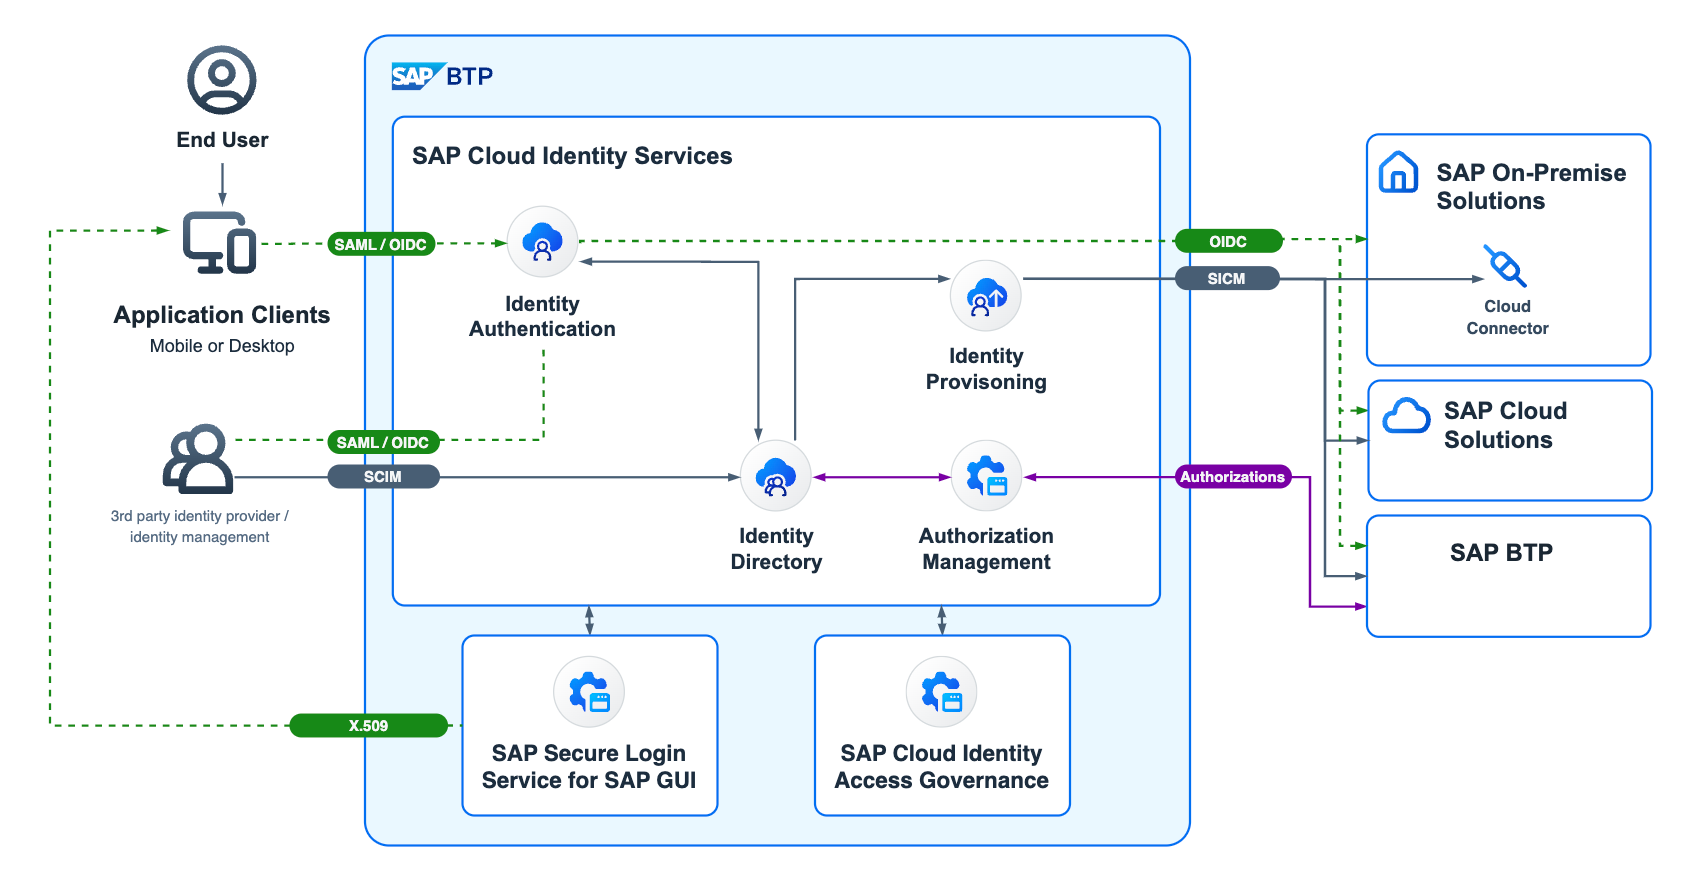 SAP BTP
End User
SAP Cloud Identity Services
SAP On-Premise
Solutions
SAML / OIDC
OIDC
SICM
Identity
Authentication
Application Clients
Mobile or Desktop
Cloud
Connector
Identity
Provisoning
SAP Cloud
Solutions
SAML / OIDC
SCIM
Authorizations
3rd party identity provider /
identity management
Identity
Directory
Authorization
Management
SAP BTP
X.509
SAP Secure Login
Service for SAP GUI
SAP Cloud Identity
Access Governance